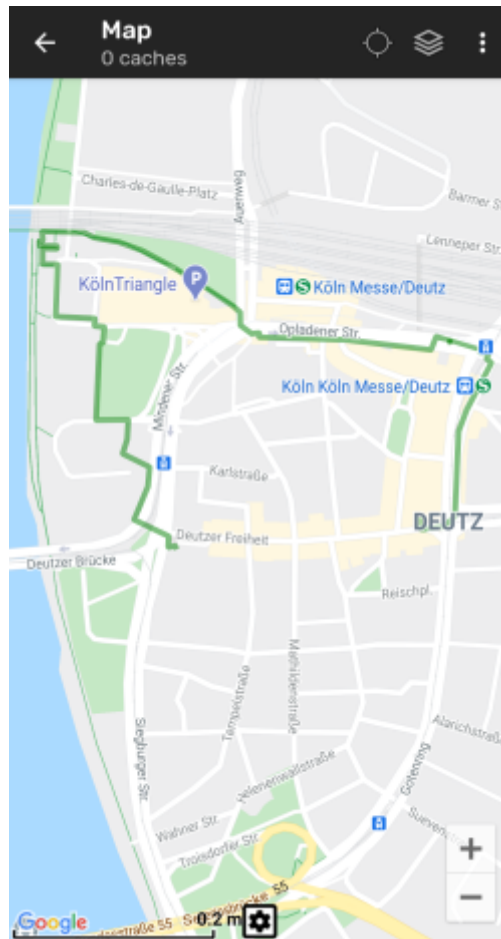 Map
0 caches
Charles-de-Gaulle-Platz
Auenweg
Barmer S
Lenneper Str.
KölnTriangle
P
S Köln Messe/Deutz
Opladener Str.
Mindener Str.
Köln Köln Messe/Deutz S
Karlstraße
DEUTZ
Deutzer Freiheit
Deutzer Brücke
Reischpl.
Mathildenstraße
Tempelstraße
Siegburger Str.
Alarichstraße
Helenenwallstraße
Gotenring
Suevenst
Wahner Str.
Troisdorfer Str.
+
−
Google
0.2 m